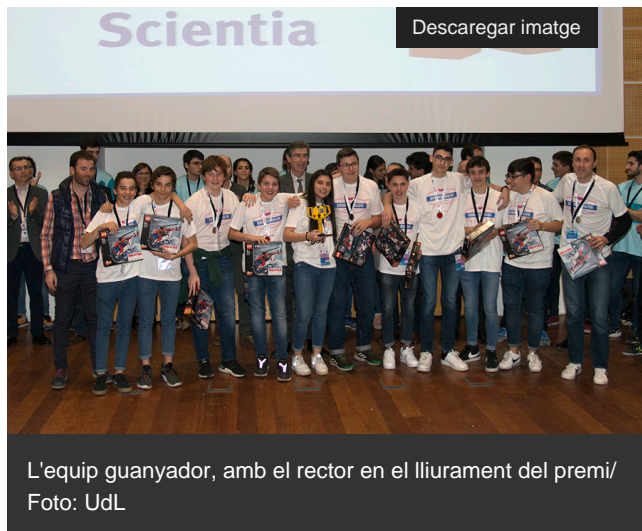 Scientia
Descaregar imatge
L'equip guanyador, amb el rector en el lliurament del premi/
Foto: UdL